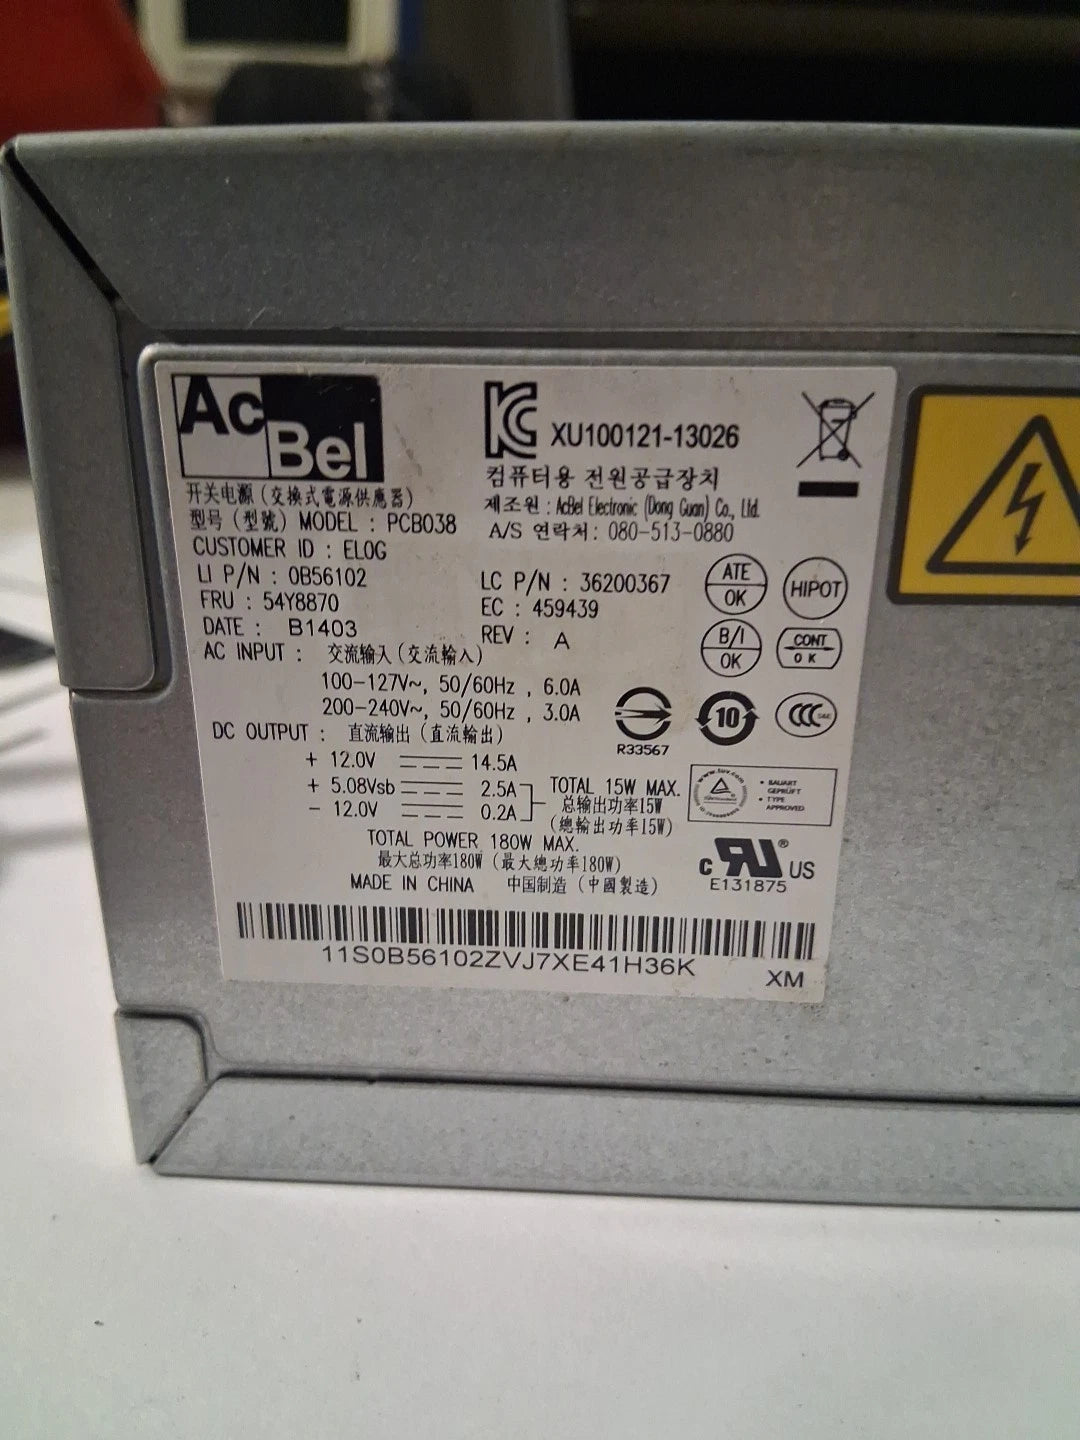 AcBel
XU100121-13026
컴퓨터용 전원공급장치
제조원 : AcBel Electronic (Dong Guan) Co., Ltd.
A/S 연락처: 080-513-0880
开关电源 (交換式電源供應器)
型号 (型號) MODEL : PCB038
CUSTOMER ID : ELOG
LI P/N : 0B56102 LC P/N : 36200367
FRU : 54Y8870 EC : 459439
DATE : B1403 REV : A
ATE OK
HIPOT
B/I OK
CONT OK
AC INPUT : 交流输入 (交流輸入)
100-127V~, 50/60Hz , 6.0A
200-240V~, 50/60Hz , 3.0A
R33567
10
DC OUTPUT : 直流输出 (直流輸出)
+ 12.0V 14.5A
+ 5.08Vsb 2.5A TOTAL 15W MAX.
- 12.0V 0.2A 总输出功率15W
(總輸出功率15W)
BAUART
GEPRÜFT
TYPE
APPROVED
TOTAL POWER 180W MAX.
最大总功率180W (最大總功率180W)
MADE IN CHINA 中国制造 (中國製造)
c RU ® US
E131875
11S0B56102ZVJ7XE41H36K
XM